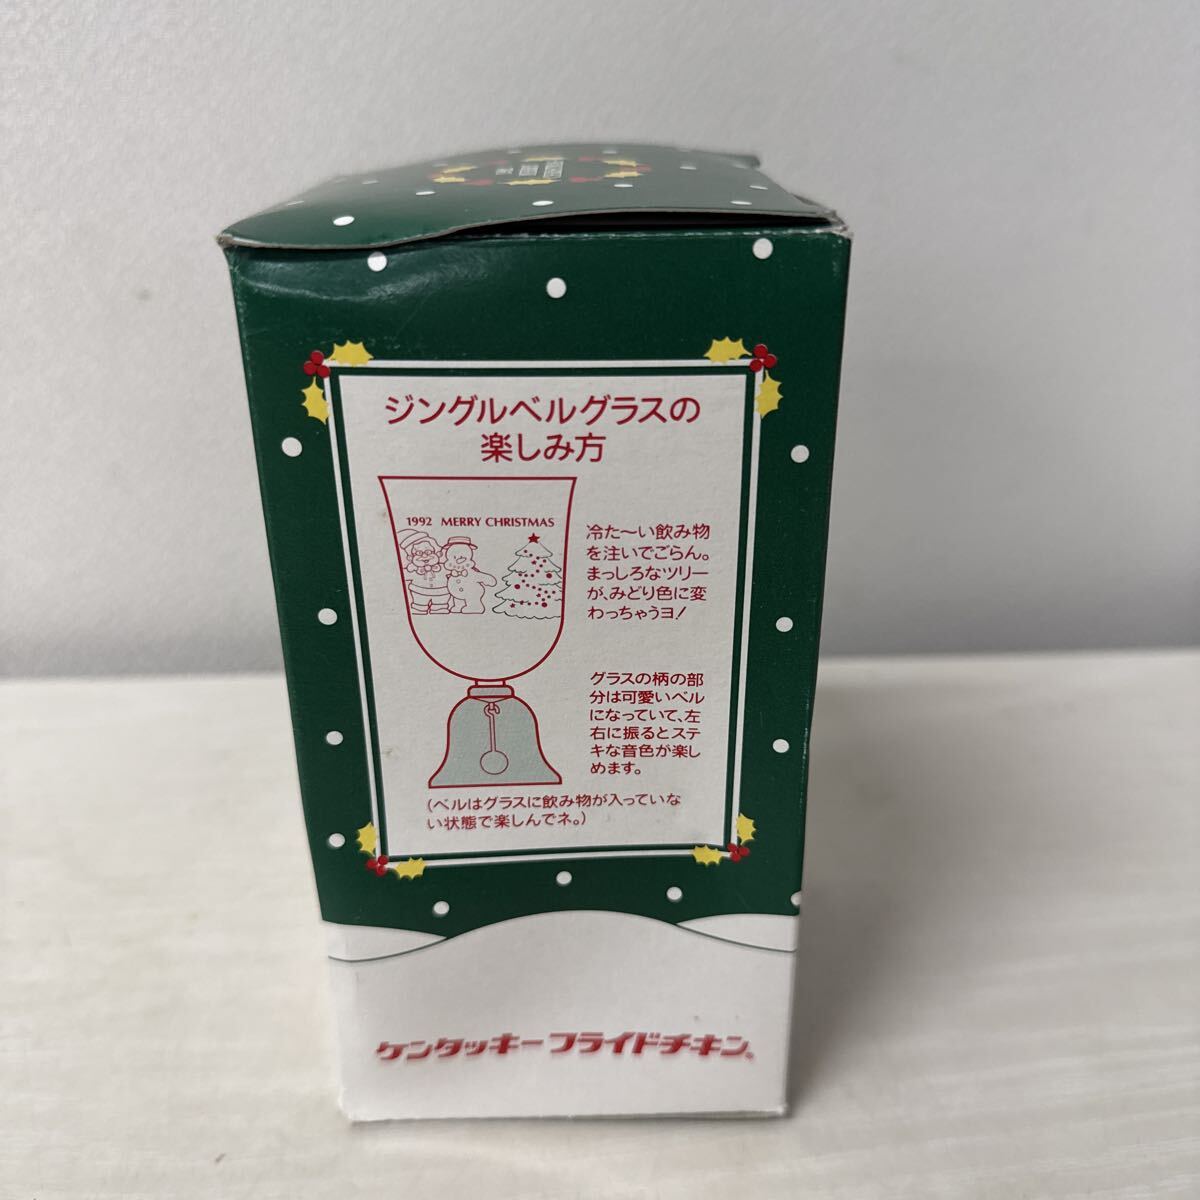 ジングルベルグラスの
楽しみ方
1992 MERRY CHRISTMAS
冷た〜い飲み物
を注いでごらん。
まっしろなツリー
が、みどり色に変
わっちゃうヨ!
グラスの柄の部
分は可愛いベル
になっていて、左
右に振るとステ
キな音色が楽し
めます。
(ベルはグラスに飲み物が入っていな
い状態で楽しんでネ。)
ケンタッキーフライドチキン。